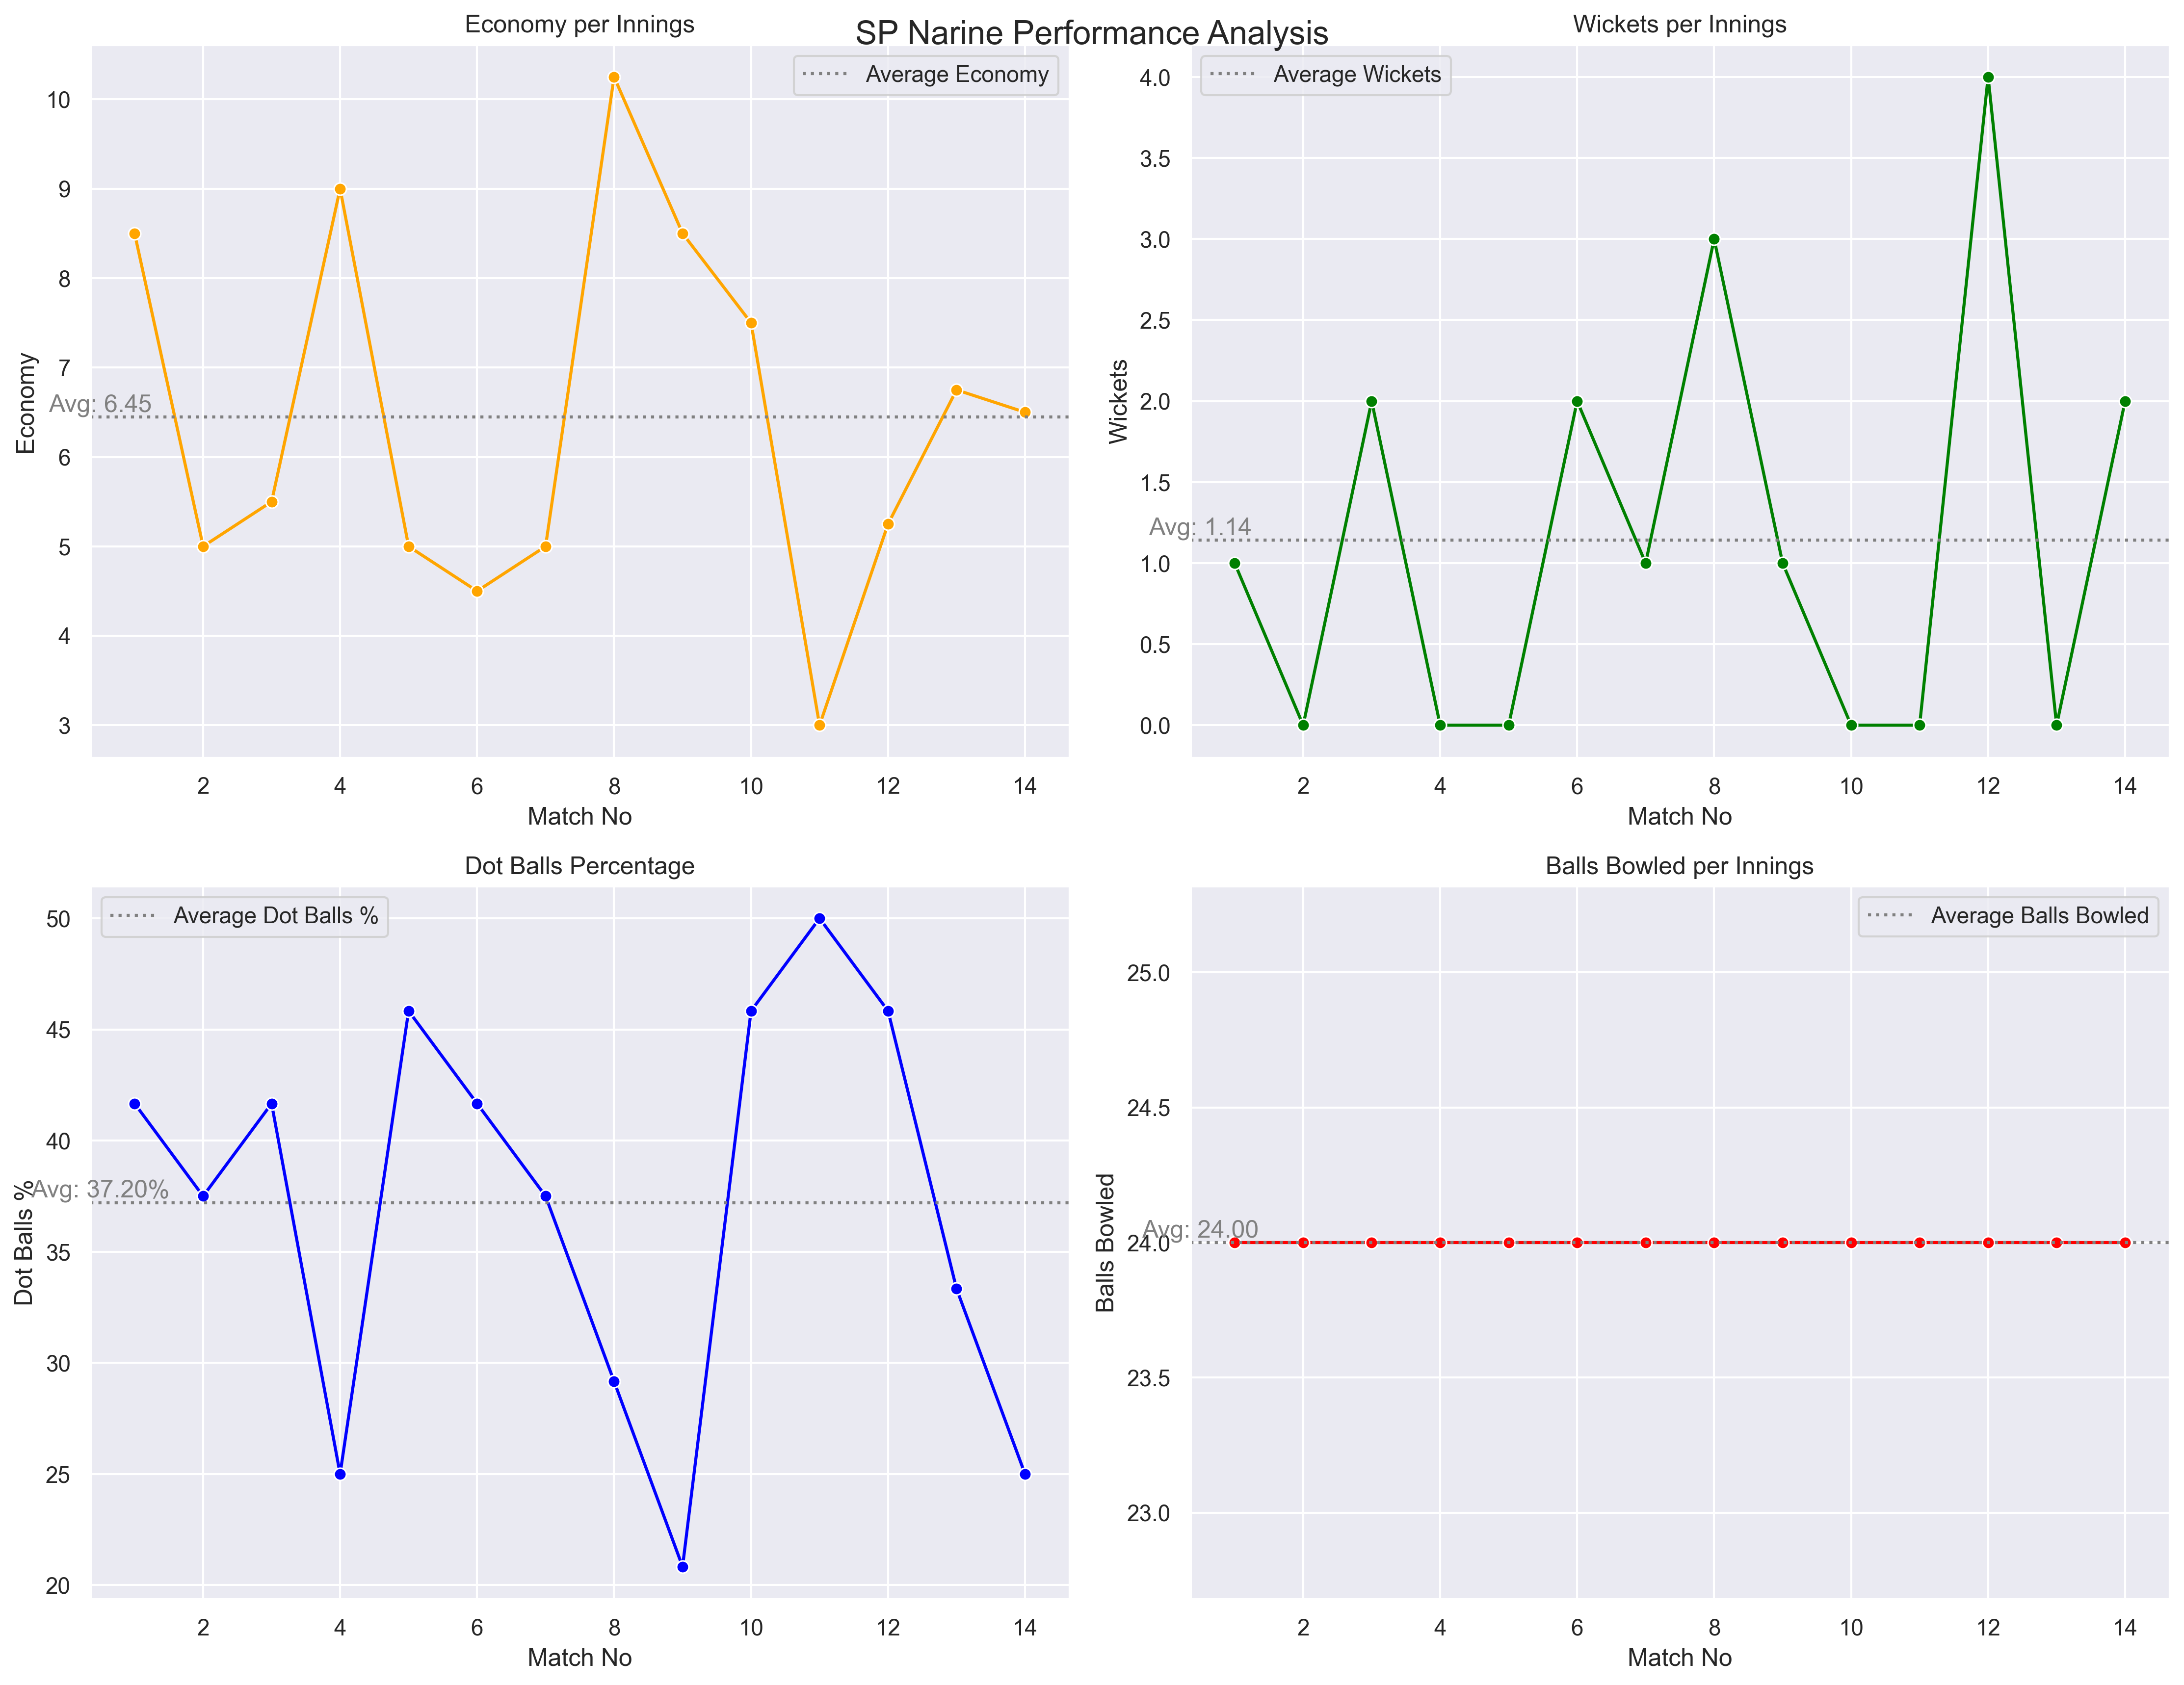 SP Narine Performance Analysis
Economy per Innings
Average Economy
10
9
8
7
6
5
4
3
Avg: 6.45
Economy
2 4 6 8 10 12 14
Match No
Wickets per Innings
Average Wickets
4.0
3.5
3.0
2.5
2.0
1.5
1.0
0.5
0.0
Avg: 1.14
Wickets
2 4 6 8 10 12 14
Match No
Dot Balls Percentage
Average Dot Balls %
50
45
40
35
30
25
20
Avg: 37.20%
Dot Balls %
2 4 6 8 10 12 14
Match No
Balls Bowled per Innings
Average Balls Bowled
25.0
24.5
24.0
23.5
23.0
Avg: 24.00
Balls Bowled
2 4 6 8 10 12 14
Match No